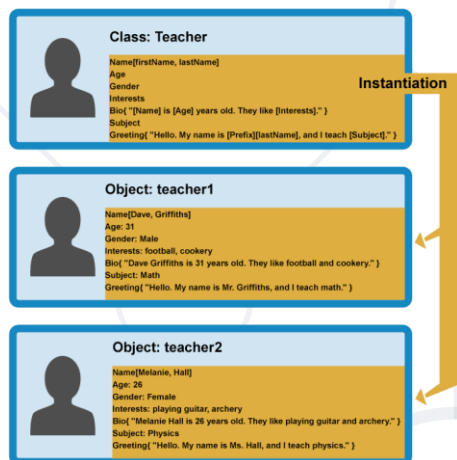 Class: Teacher
Name[firstName, lastName]
Age
Gender
Interests
Bio{ "[Name] is [Age] years old. They like [Interests]." }
Subject
Greeting{ "Hello. My name is [Prefix][lastName], and I teach [Subject]." }
Instantiation
Object: teacher1
Name[Dave, Griffiths]
Age: 31
Gender: Male
Interests: football, cookery
Bio{ "Dave Griffiths is 31 years old. They like football and cookery." }
Subject: Math
Greeting{ "Hello. My name is Mr. Griffiths, and I teach math." }
Object: teacher2
Name[Melanie, Hall]
Age: 26
Gender: Female
Interests: playing guitar, archery
Bio{ "Melanie Hall is 26 years old. They like playing guitar and archery." }
Subject: Physics
Greeting{ "Hello. My name is Ms. Hall, and I teach physics." }